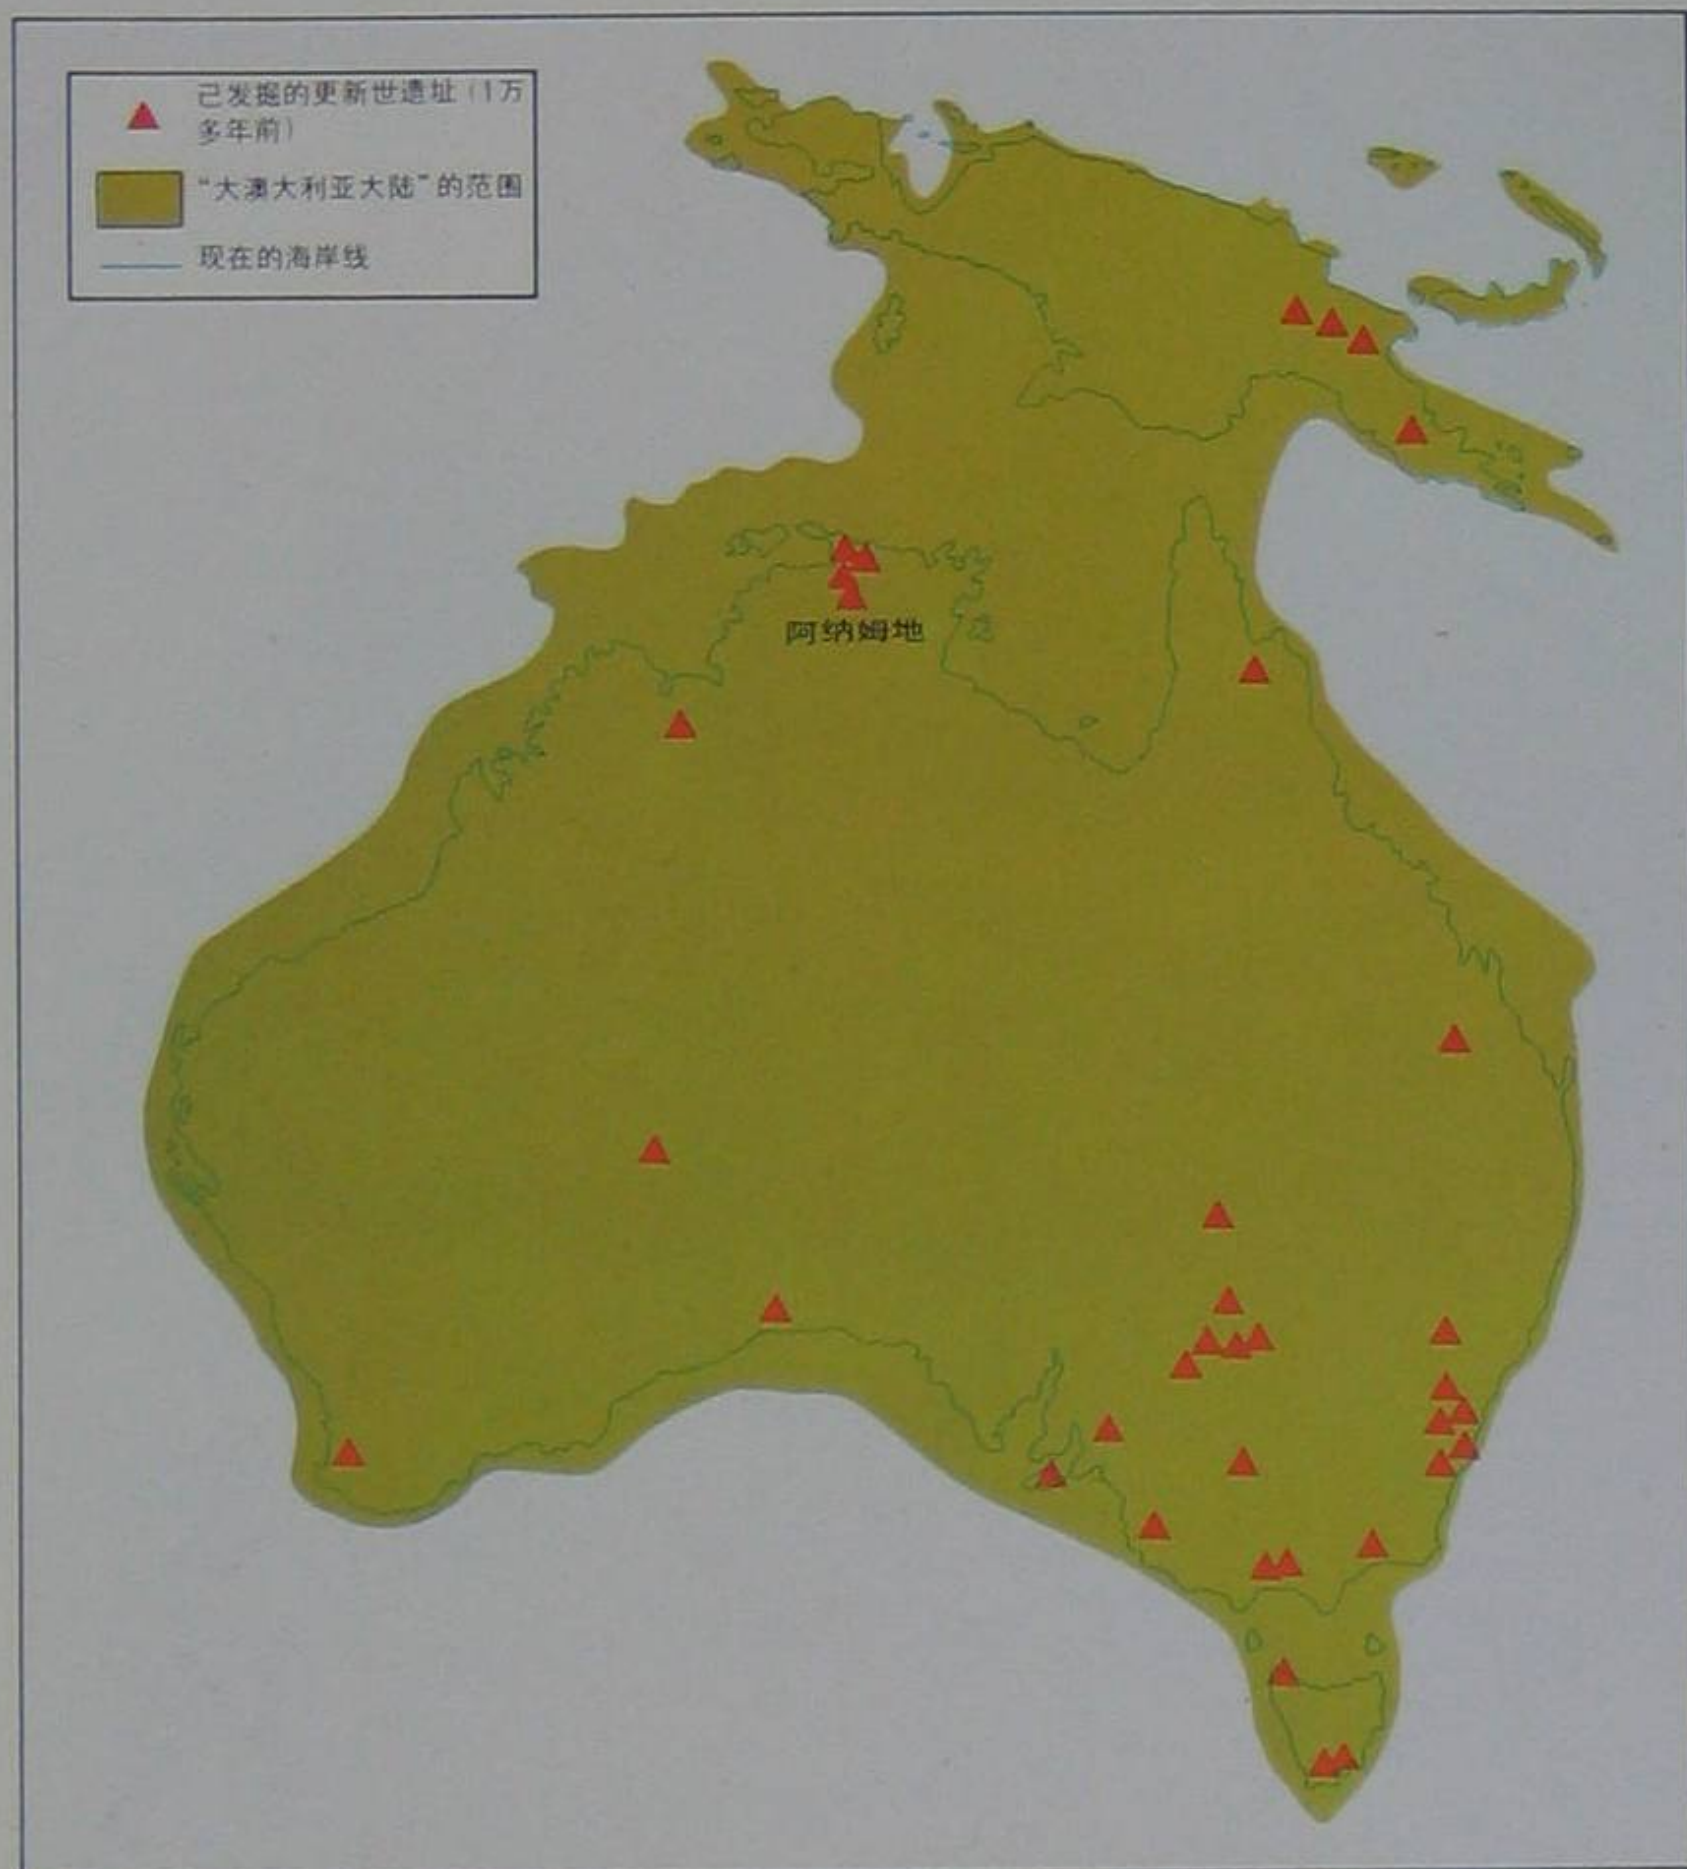 己发掘的更新世遗址(1万
多年前)
“大澳大利亚大陆”的范围
现在的海岸线
阿纳姆地